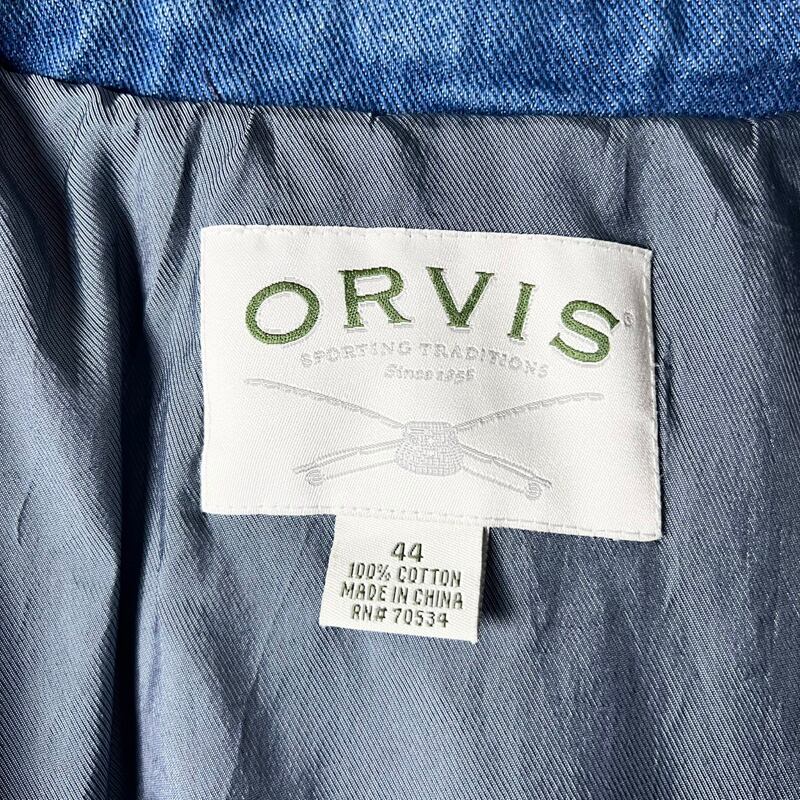 ORVIS®
SPORTING TRADITIONS
Since 1856
44
100% COTTON
MADE IN CHINA
RN# 70534